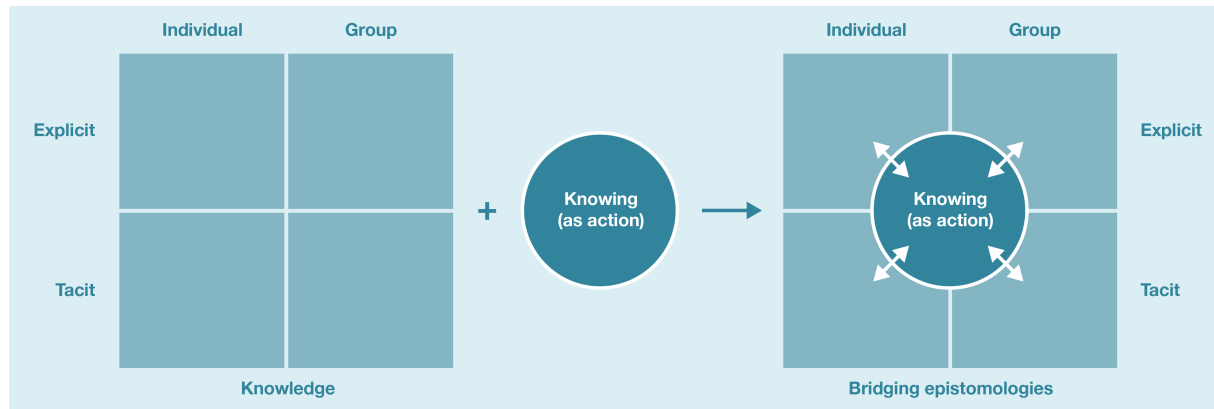 Individual
Group
Explicit
Tacit
Knowledge
+
Knowing
(as action)
Individual
Group
Explicit
Tacit
Knowing
(as action)
Bridging epistomologies